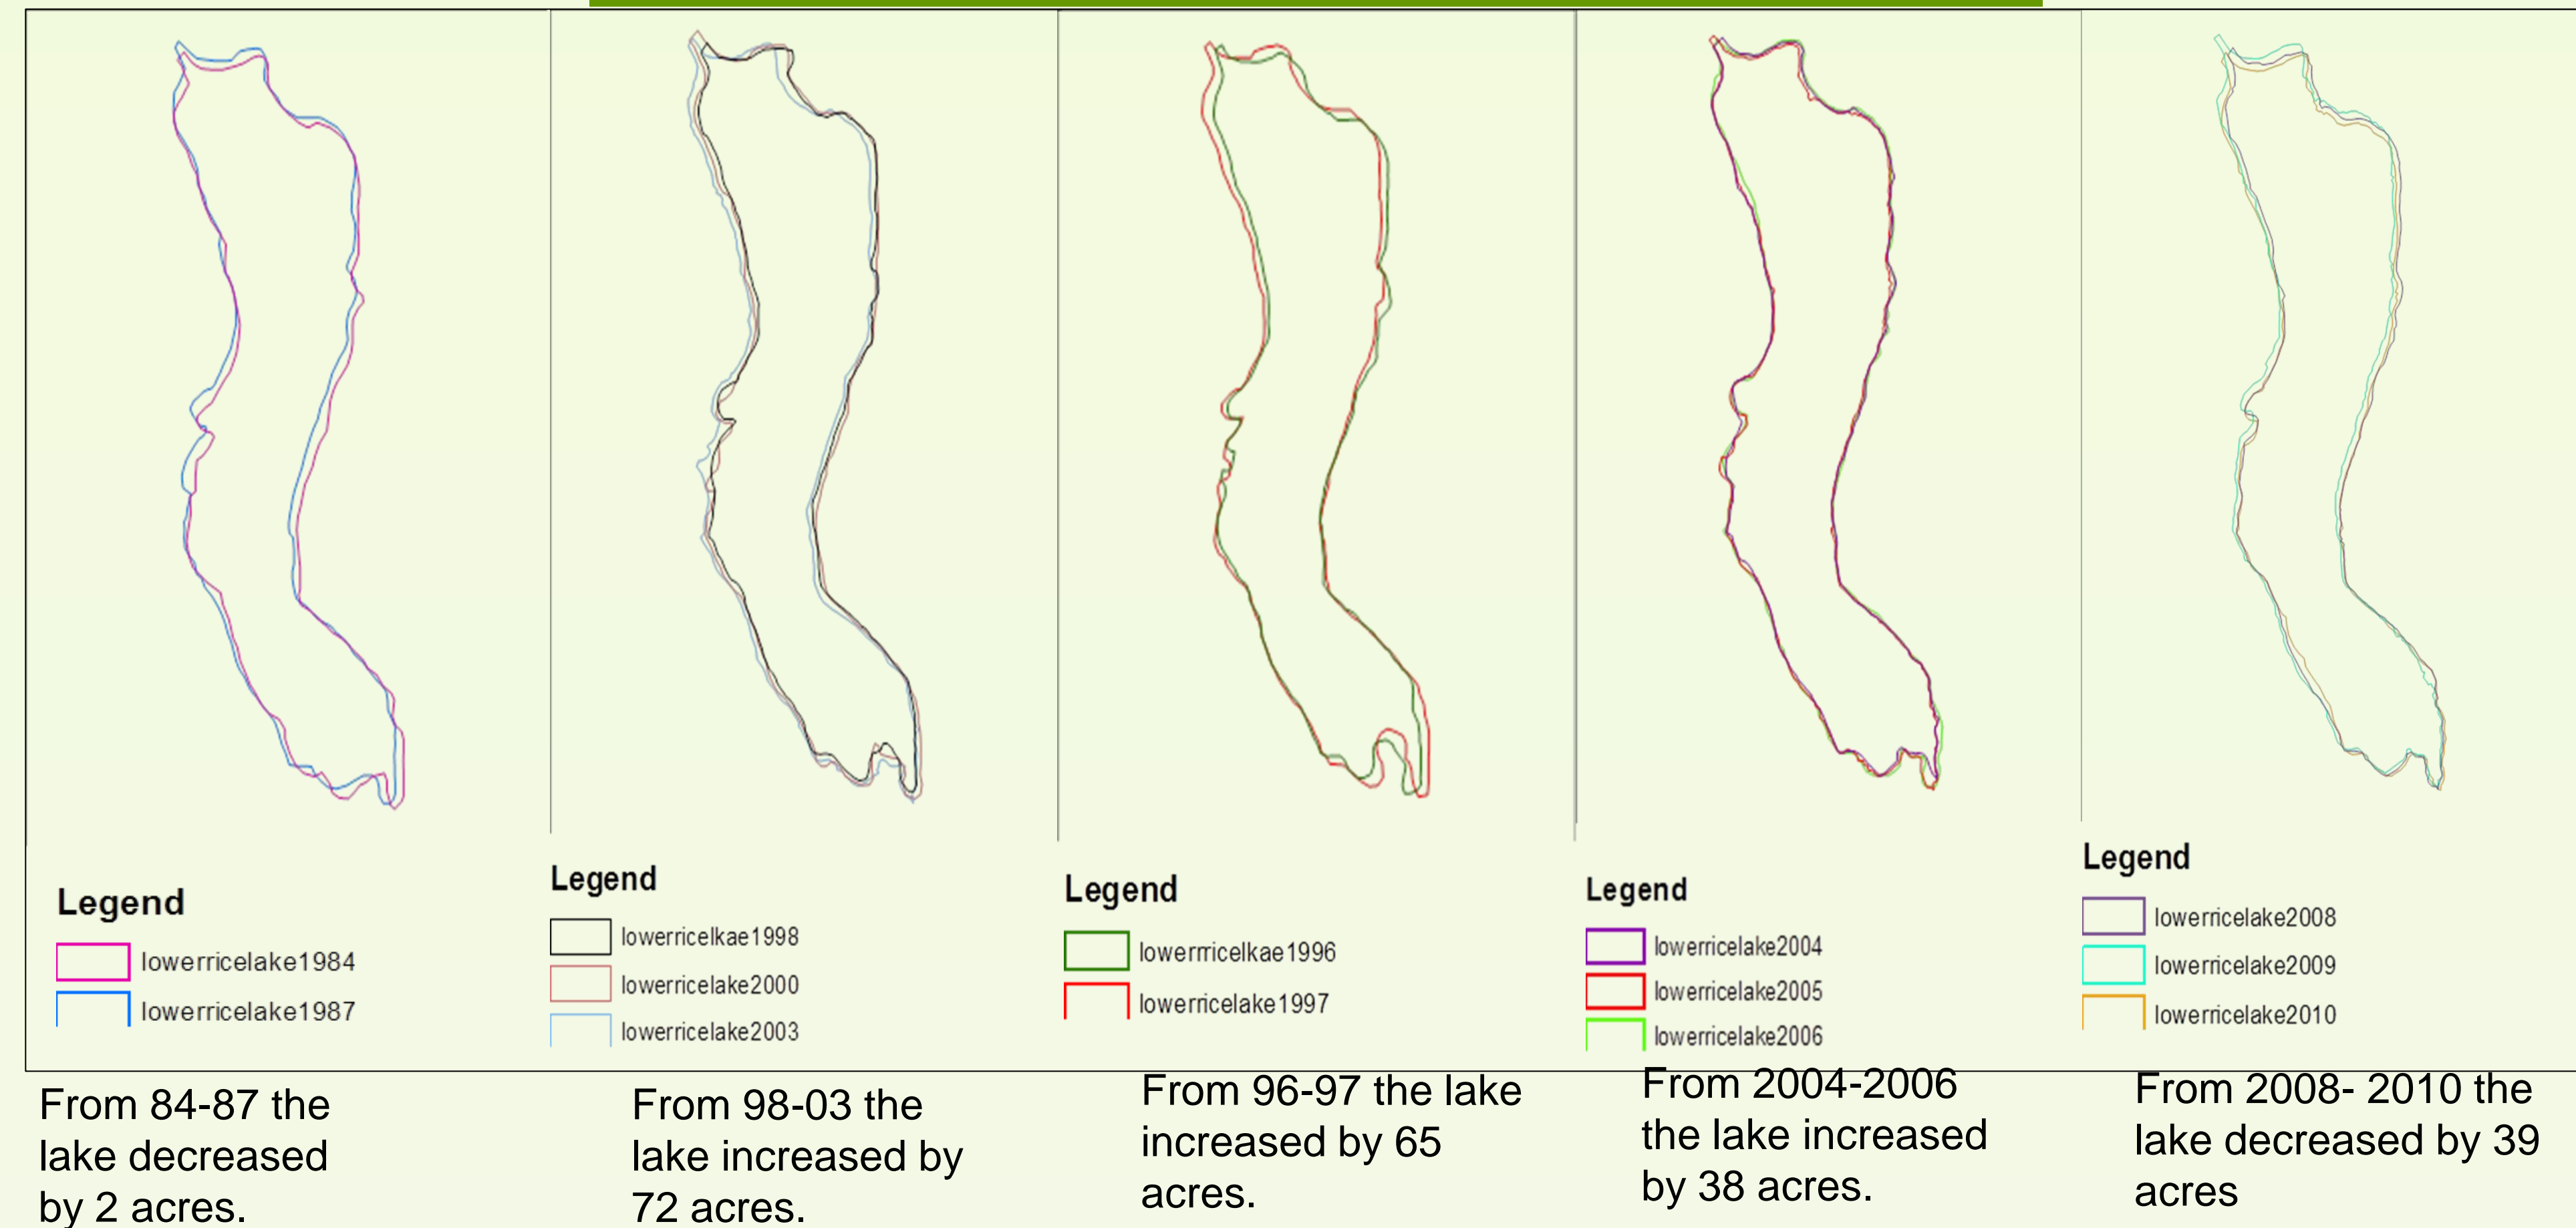 Legend
lowerricelake1984
lowerricelake1987
From 84-87 the
lake decreased
by 2 acres.
Legend
lowerricelkae1998
lowerricelake2000
lowerricelake2003
From 98-03 the
lake increased by
72 acres.
Legend
lowerrricelkae1996
lowerricelake1997
From 96-97 the lake
increased by 65
acres.
Legend
lowerricelake2004
lowerricelake2005
lowerricelake2006
From 2004-2006
the lake increased
by 38 acres.
Legend
lowerricelake2008
lowerricelake2009
lowerricelake2010
From 2008- 2010 the
lake decreased by 39
acres